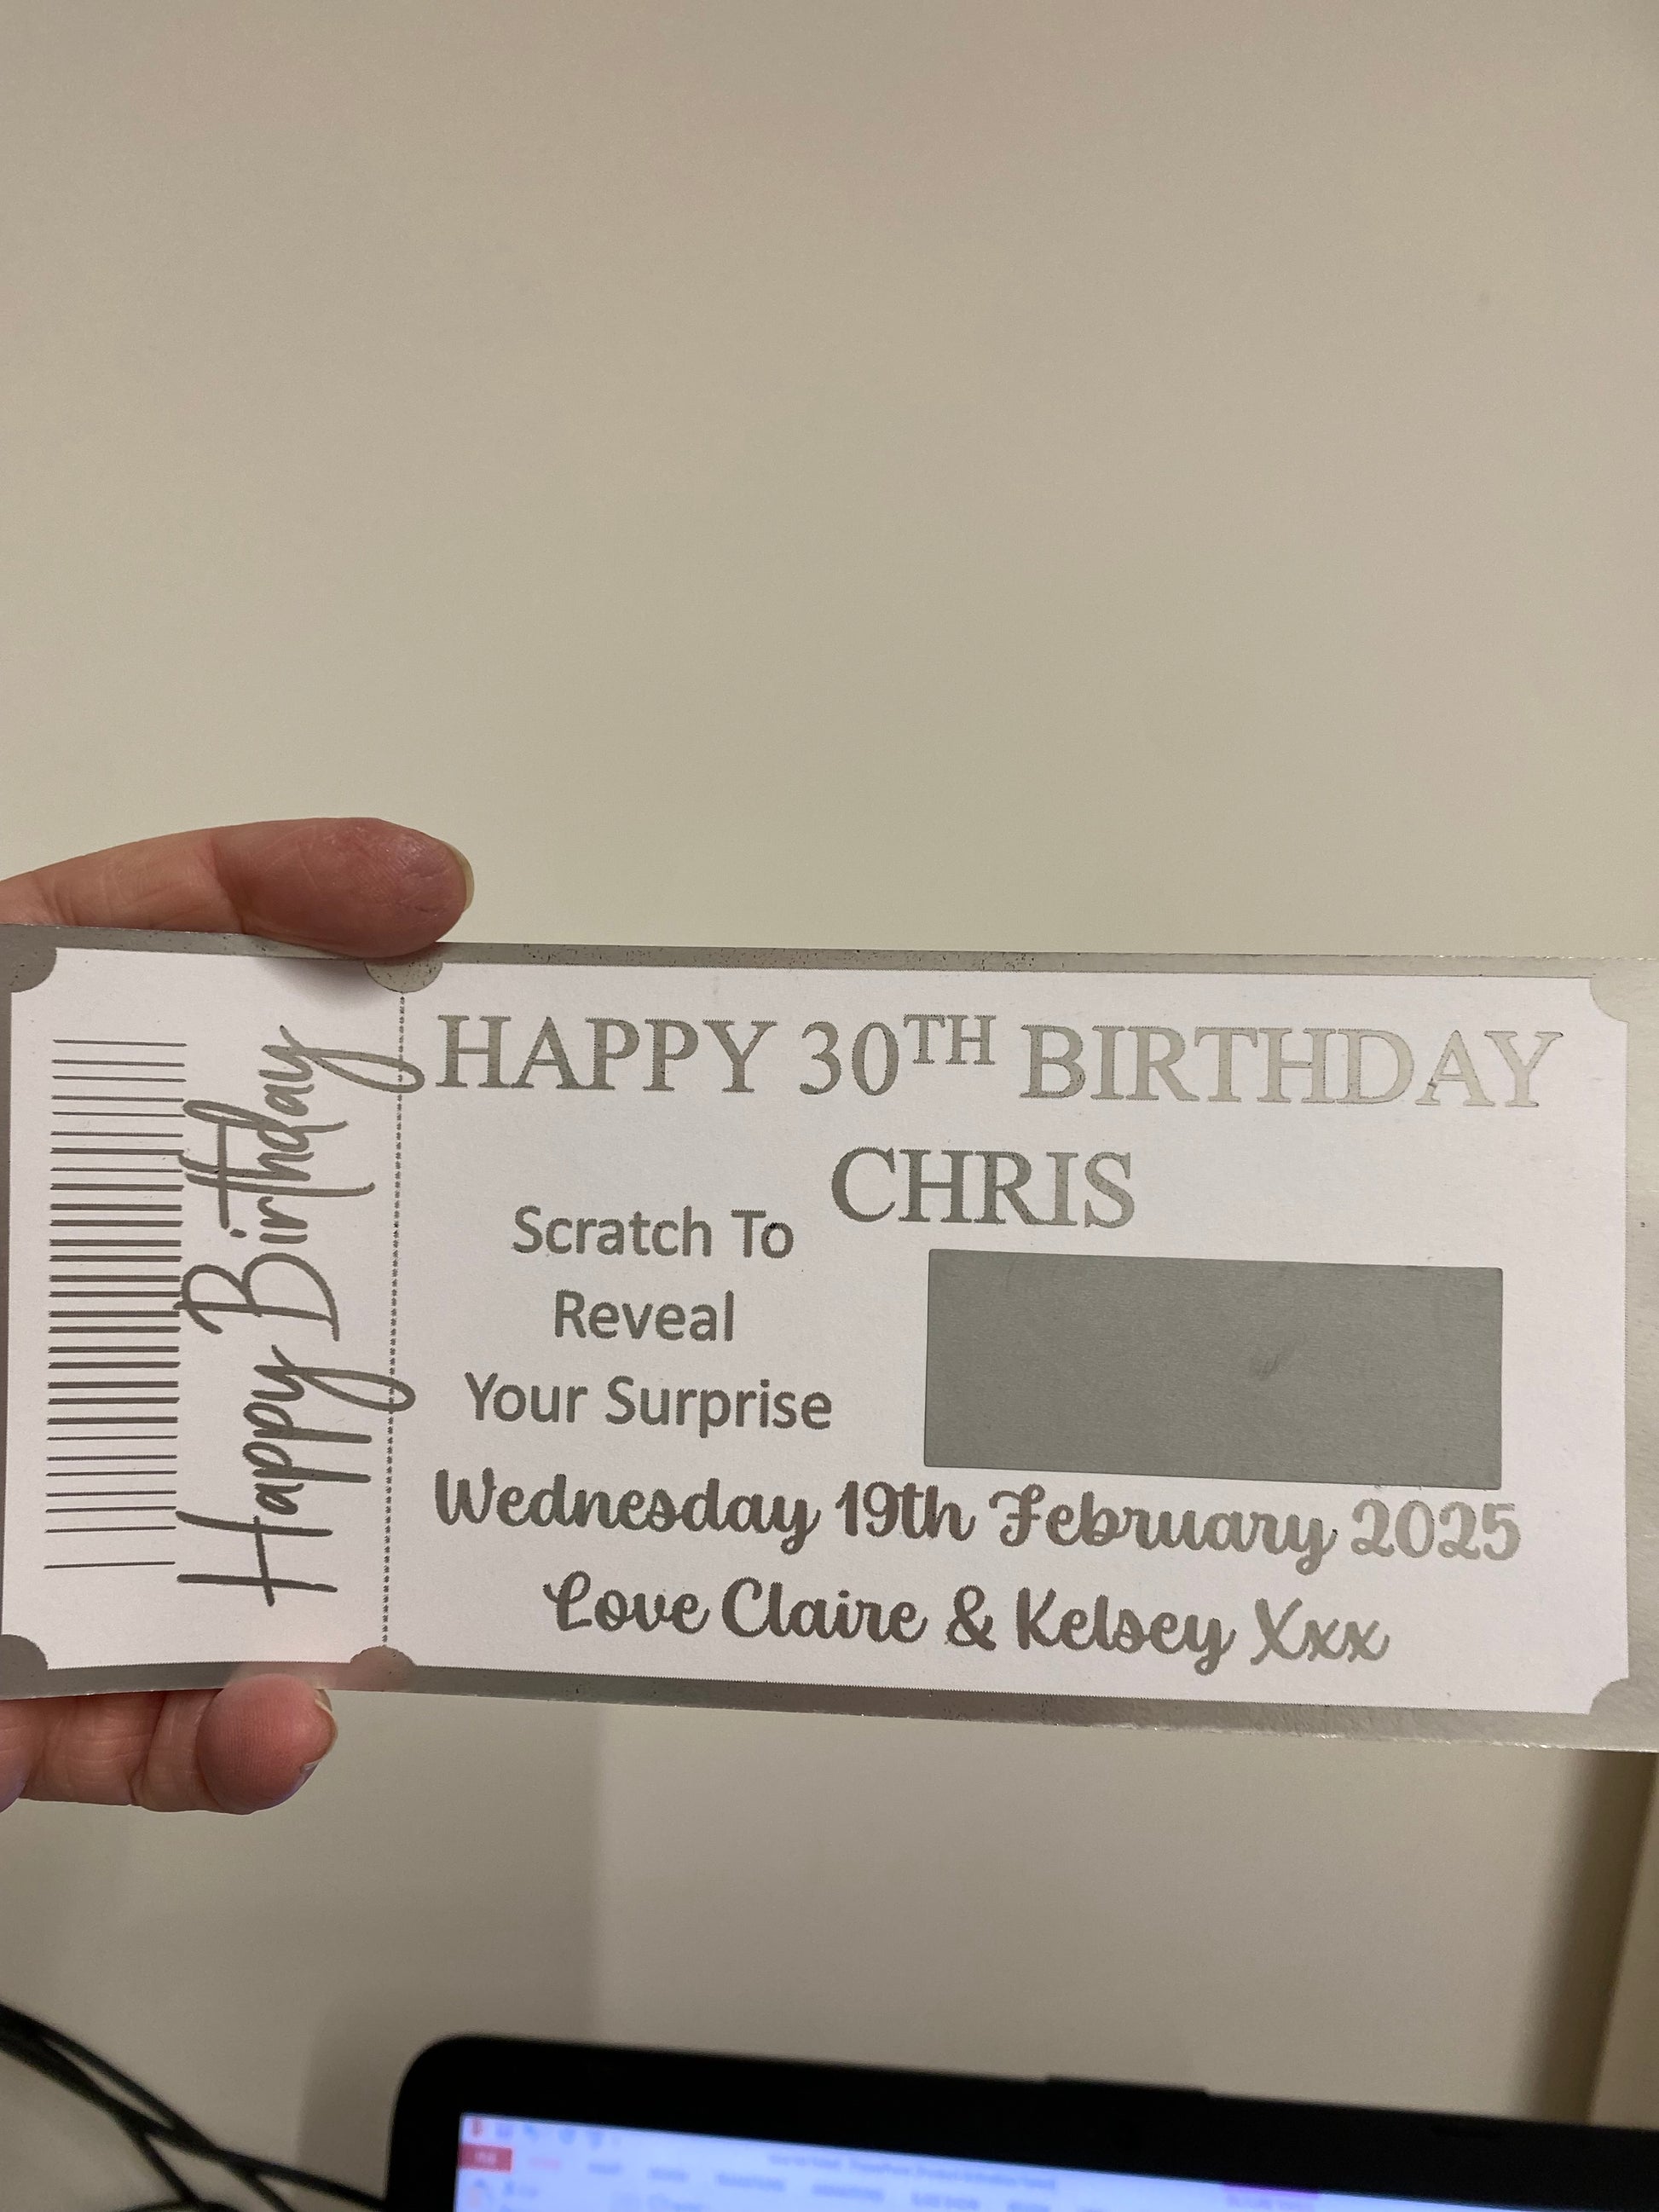 Happy Birthday
HAPPY 30TH BIRTHDAY
CHRIS
Scratch To
Reveal
Your Surprise
Wednesday 19th February 2025
Love Claire & Kelsey Xxx